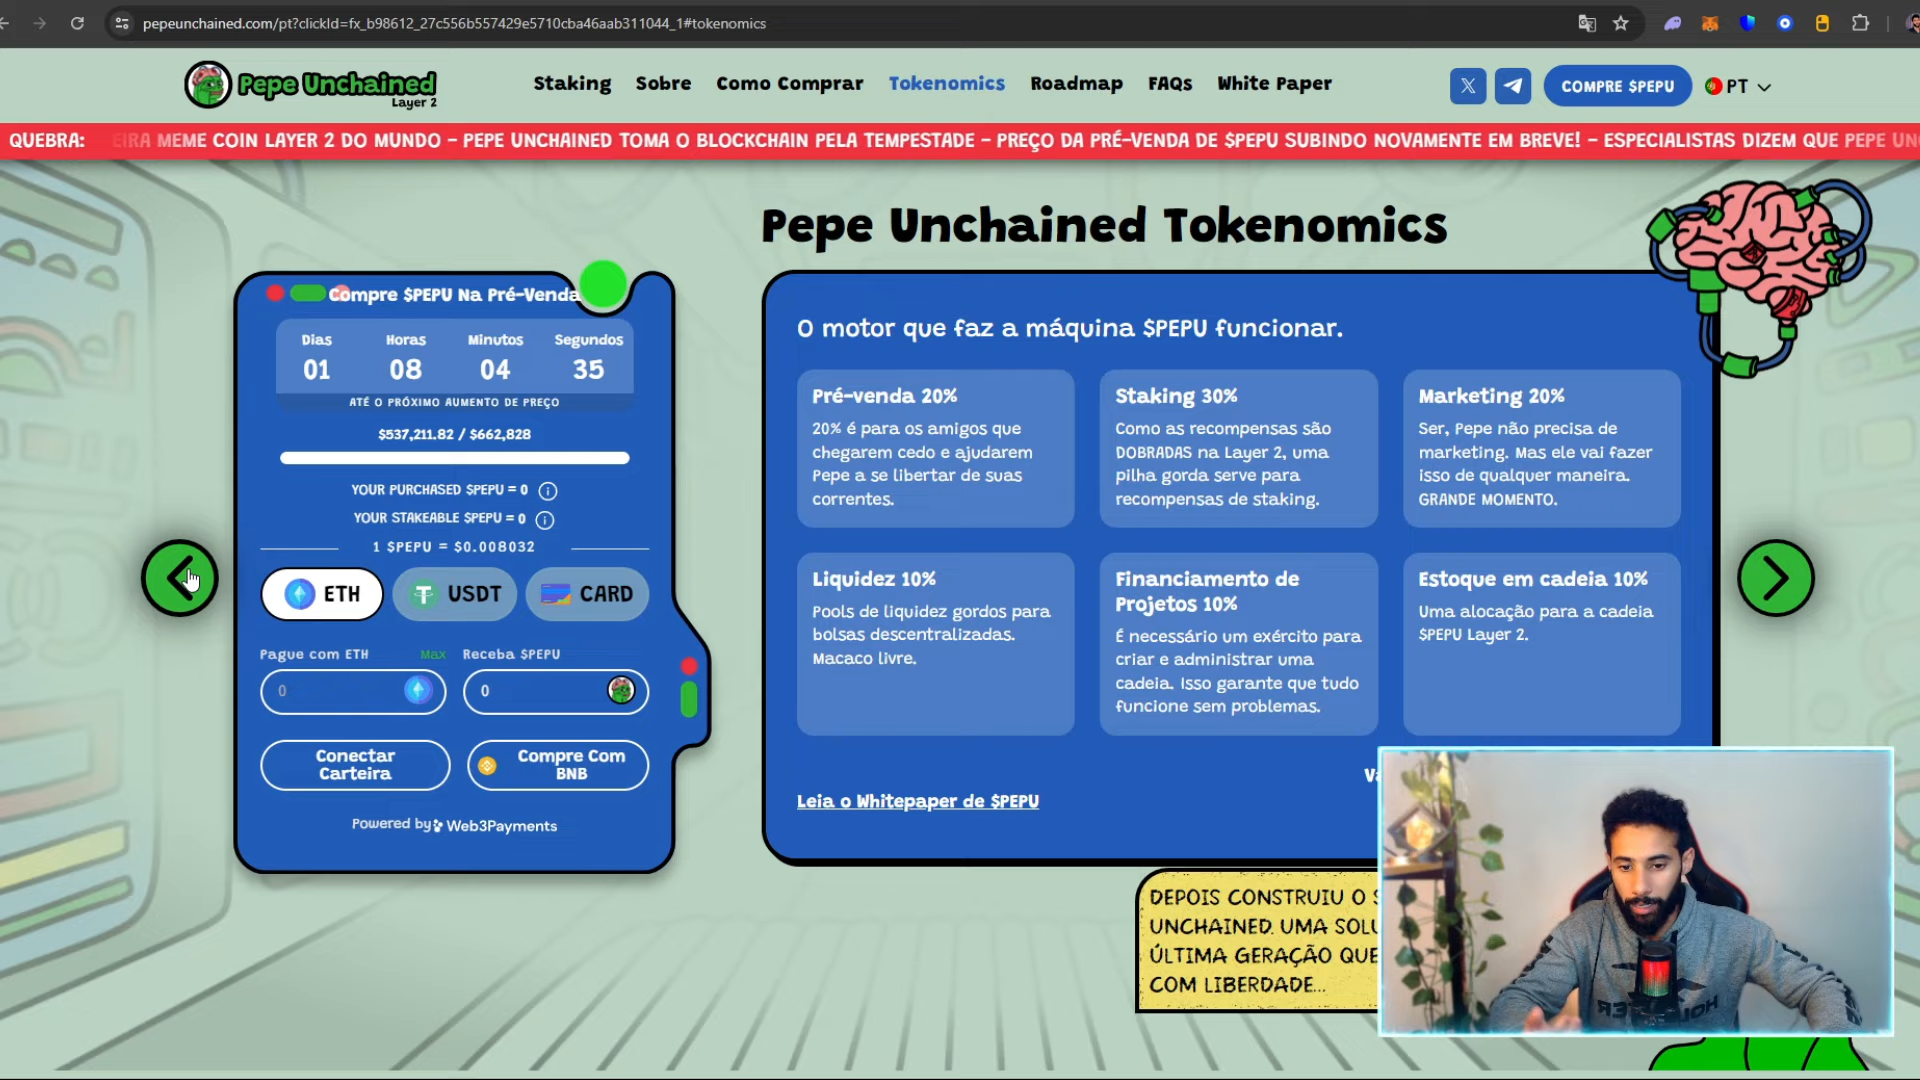 pepeunchained.com/pt?clickId=fx_b98612_27c556b557429e5710cba46aab311044_1#tokenomics
Pepe Unchained
Layer 2
Staking
Sobre
Como Comprar
Tokenomics
Roadmap
FAQs
White Paper
COMPRE $PEPU
PT
QUEBRA:
EIRA MEME COIN LAYER 2 DO MUNDO – PEPE UNCHAINED TOMA O BLOCKCHAIN PELA TEMPESTADE – PREÇO DA PRÉ-VENDA DE $PEPU SUBINDO NOVAMENTE EM BREVE! – ESPECIALISTAS DIZEM QUE PEPE UN
Compre $PEPU Na Pré-Venda
Dias
Horas
Minutos
Segundos
01
08
04
35
ATÉ O PRÓXIMO AUMENTO DE PREÇO
$537,211.82 / $662,828
YOUR PURCHASED $PEPU = 0
YOUR STAKEABLE $PEPU = 0
1 $PEPU = $0.008032
ETH
USDT
CARD
Pague com ETH
Max
Receba $PEPU
0
0
Conectar
Carteira
Compre Com
BNB
Powered by Web3Payments
Pepe Unchained Tokenomics
O motor que faz a máquina $PEPU funcionar.
Pré-venda 20%
20% é para os amigos que
chegarem cedo e ajudarem
Pepe a se libertar de suas
correntes.
Staking 30%
Como as recompensas são
DOBRADAS na Layer 2, uma
pilha gorda serve para
recompensas de staking.
Marketing 20%
Ser, Pepe não precisa de
marketing. Mas ele vai fazer
isso de qualquer maneira.
GRANDE MOMENTO.
Liquidez 10%
Pools de liquidez gordos para
bolsas descentralizadas.
Macaco livre.
Financiamento de
Projetos 10%
É necessário um exército para
criar e administrar uma
cadeia. Isso garante que tudo
funcione sem problemas.
Estoque em cadeia 10%
Uma alocação para a cadeia
$PEPU Layer 2.
Leia o Whitepaper de $PEPU
DEPOIS CONSTRUIU O
UNCHAINED. UMA SOLU
ÚLTIMA GERAÇÃO QUE
COM LIBERDADE...